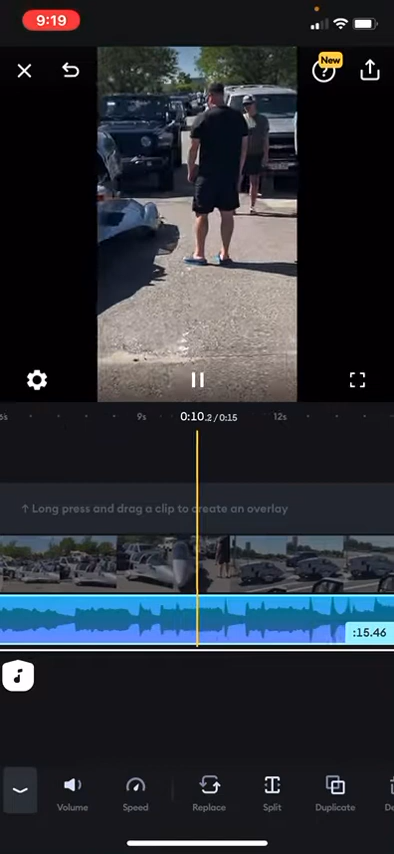 9:19
New
?
6s
9s
0:10.2 / 0:15
12s
↑ Long press and drag a clip to create an overlay
:15.46
Volume
Speed
Replace
Split
Duplicate
De